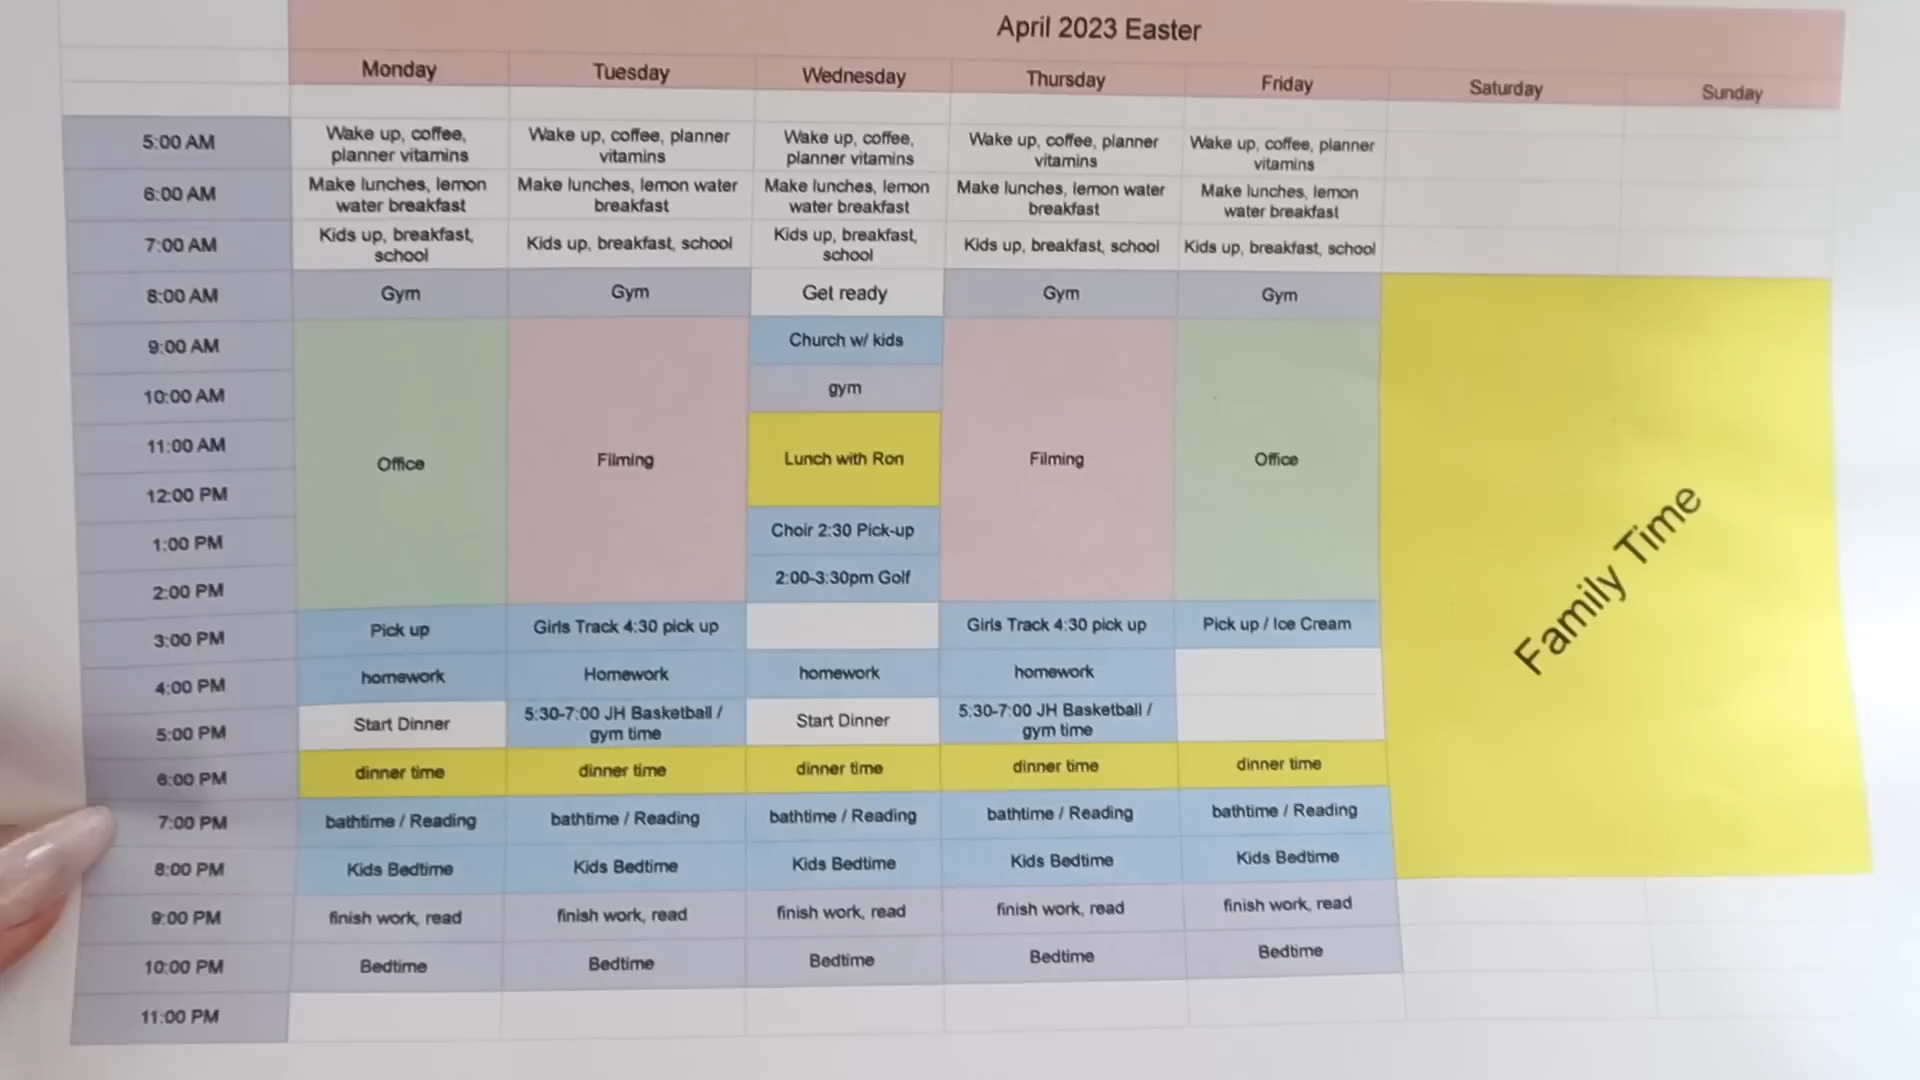 April 2023 Easter
Monday Tuesday Wednesday Thursday Friday Saturday Sunday
5:00 AM Wake up, coffee, planner vitamins Wake up, coffee, planner vitamins Wake up, coffee, planner vitamins Wake up, coffee, planner vitamins Wake up, coffee, planner vitamins
6:00 AM Make lunches, lemon water breakfast Make lunches, lemon water breakfast Make lunches, lemon water breakfast Make lunches, lemon water breakfast Make lunches, lemon water breakfast
7:00 AM Kids up, breakfast, school Kids up, breakfast, school Kids up, breakfast, school Kids up, breakfast, school Kids up, breakfast, school
8:00 AM Gym Gym Get ready Gym Gym
9:00 AM Church w/ kids
10:00 AM gym
11:00 AM Office Filming Lunch with Ron Filming Office
12:00 PM
1:00 PM Choir 2:30 Pick-up
2:00 PM 2:00-3:30pm Golf
Family Time
3:00 PM Pick up Girls Track 4:30 pick up Girls Track 4:30 pick up Pick up / Ice Cream
4:00 PM homework Homework homework homework
5:00 PM Start Dinner 5:30-7:00 JH Basketball / gym time Start Dinner 5:30-7:00 JH Basketball / gym time
6:00 PM dinner time dinner time dinner time dinner time dinner time
7:00 PM bathtime / Reading bathtime / Reading bathtime / Reading bathtime / Reading bathtime / Reading
8:00 PM Kids Bedtime Kids Bedtime Kids Bedtime Kids Bedtime Kids Bedtime
9:00 PM finish work, read finish work, read finish work, read finish work, read finish work, read
10:00 PM Bedtime Bedtime Bedtime Bedtime Bedtime
11:00 PM